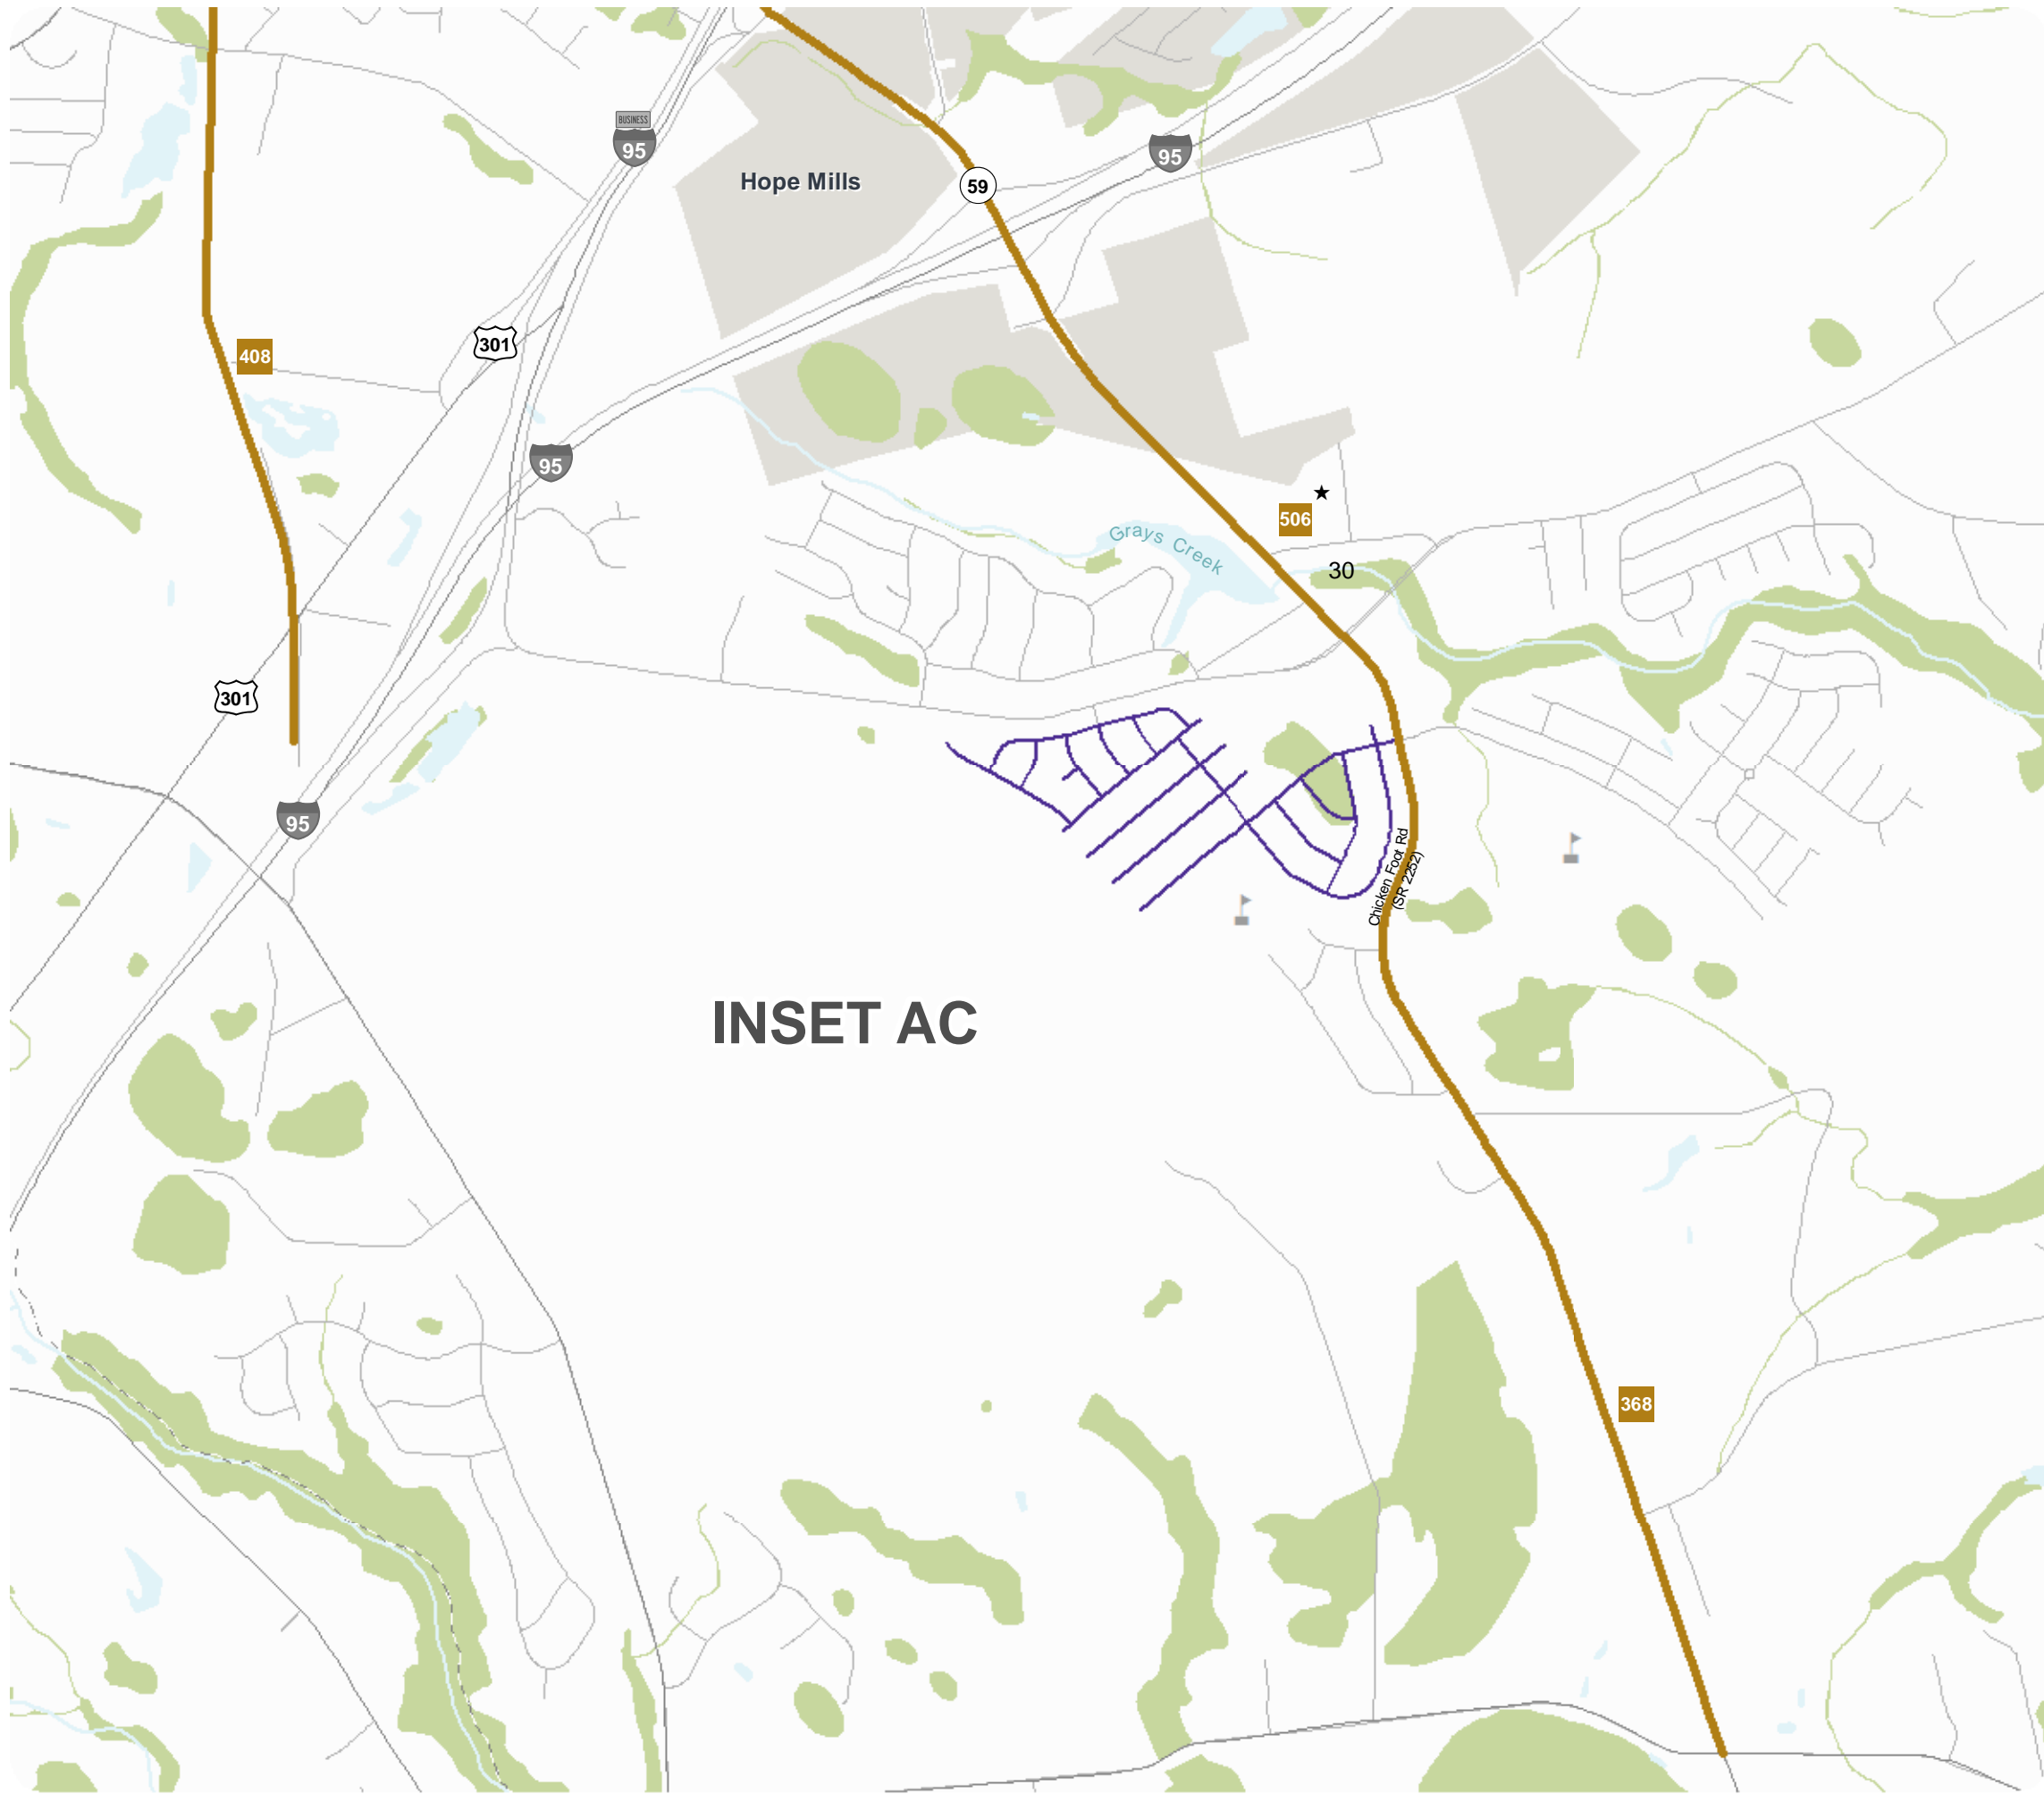 BUSINESS
95
95
Hope Mills
59
301
408
95
506
Grays Creek
30
301
95
Chicken Foot Rd
(SR 2252)
INSET AC
368